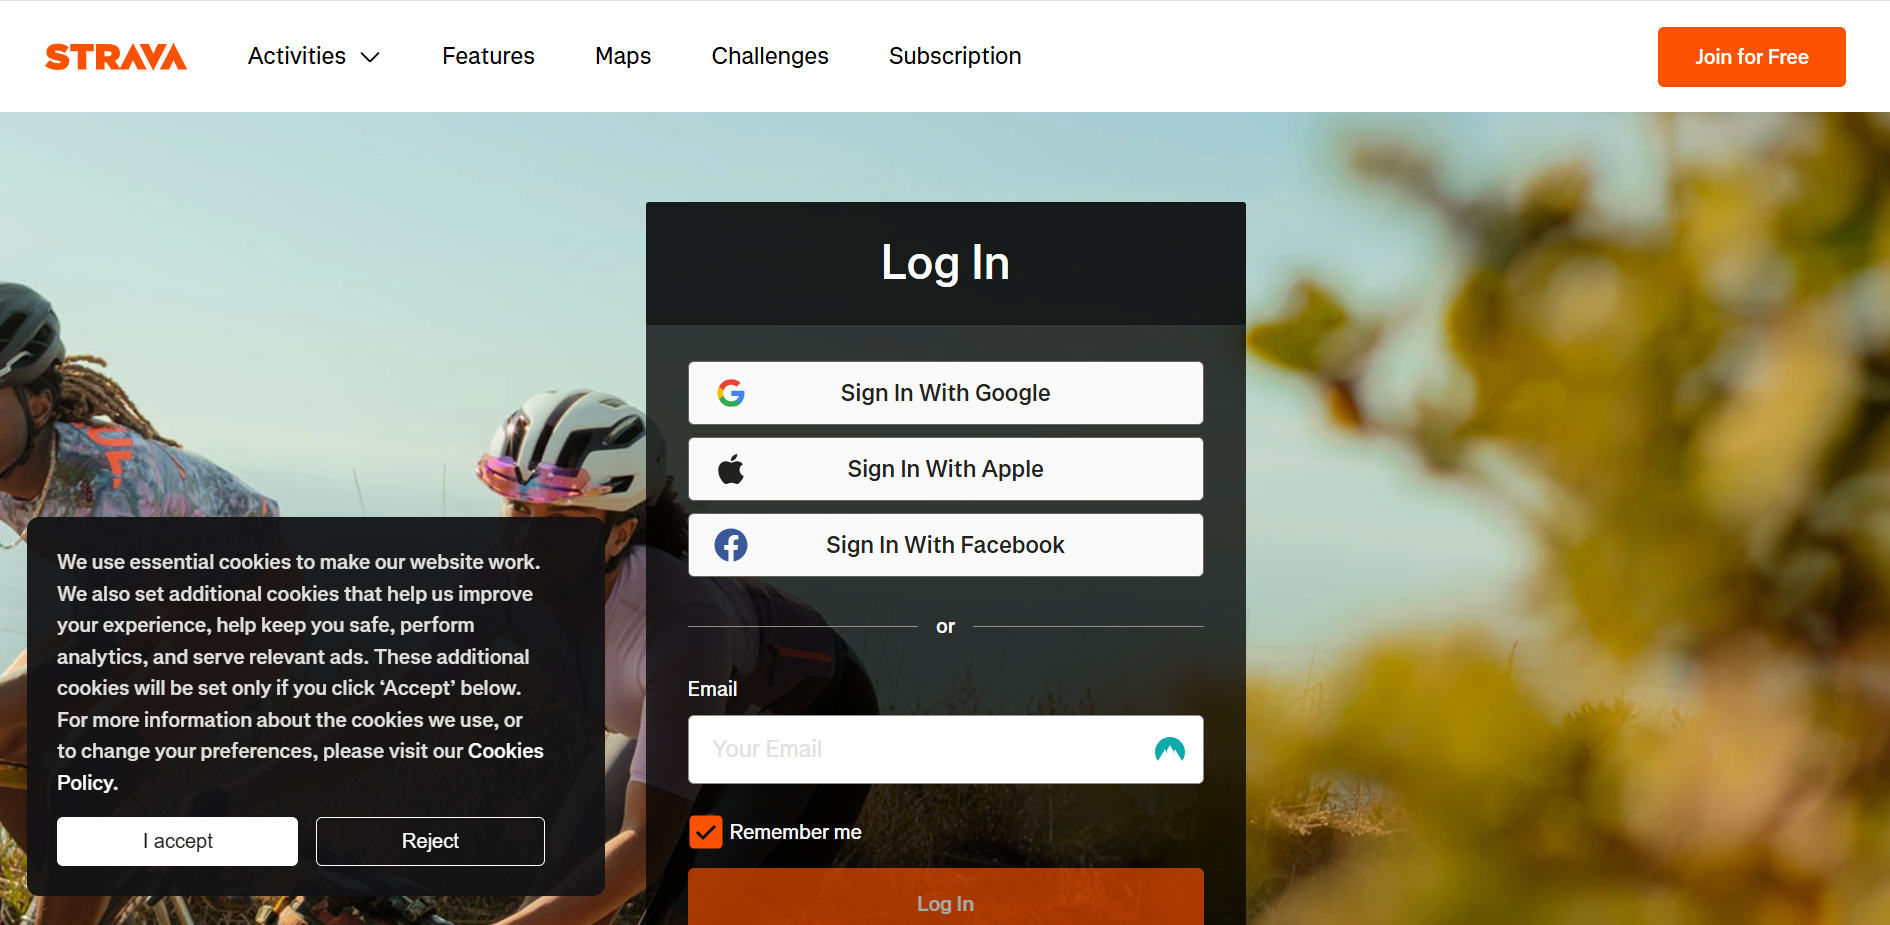 STRAVA
Activities
Features
Maps
Challenges
Subscription
Join for Free
Log In
Sign In With Google
Sign In With Apple
Sign In With Facebook
or
Email
Your Email
Remember me
Log In
We use essential cookies to make our website work.
We also set additional cookies that help us improve
your experience, help keep you safe, perform
analytics, and serve relevant ads. These additional
cookies will be set only if you click ‘Accept’ below.
For more information about the cookies we use, or
to change your preferences, please visit our Cookies
Policy.
I accept
Reject